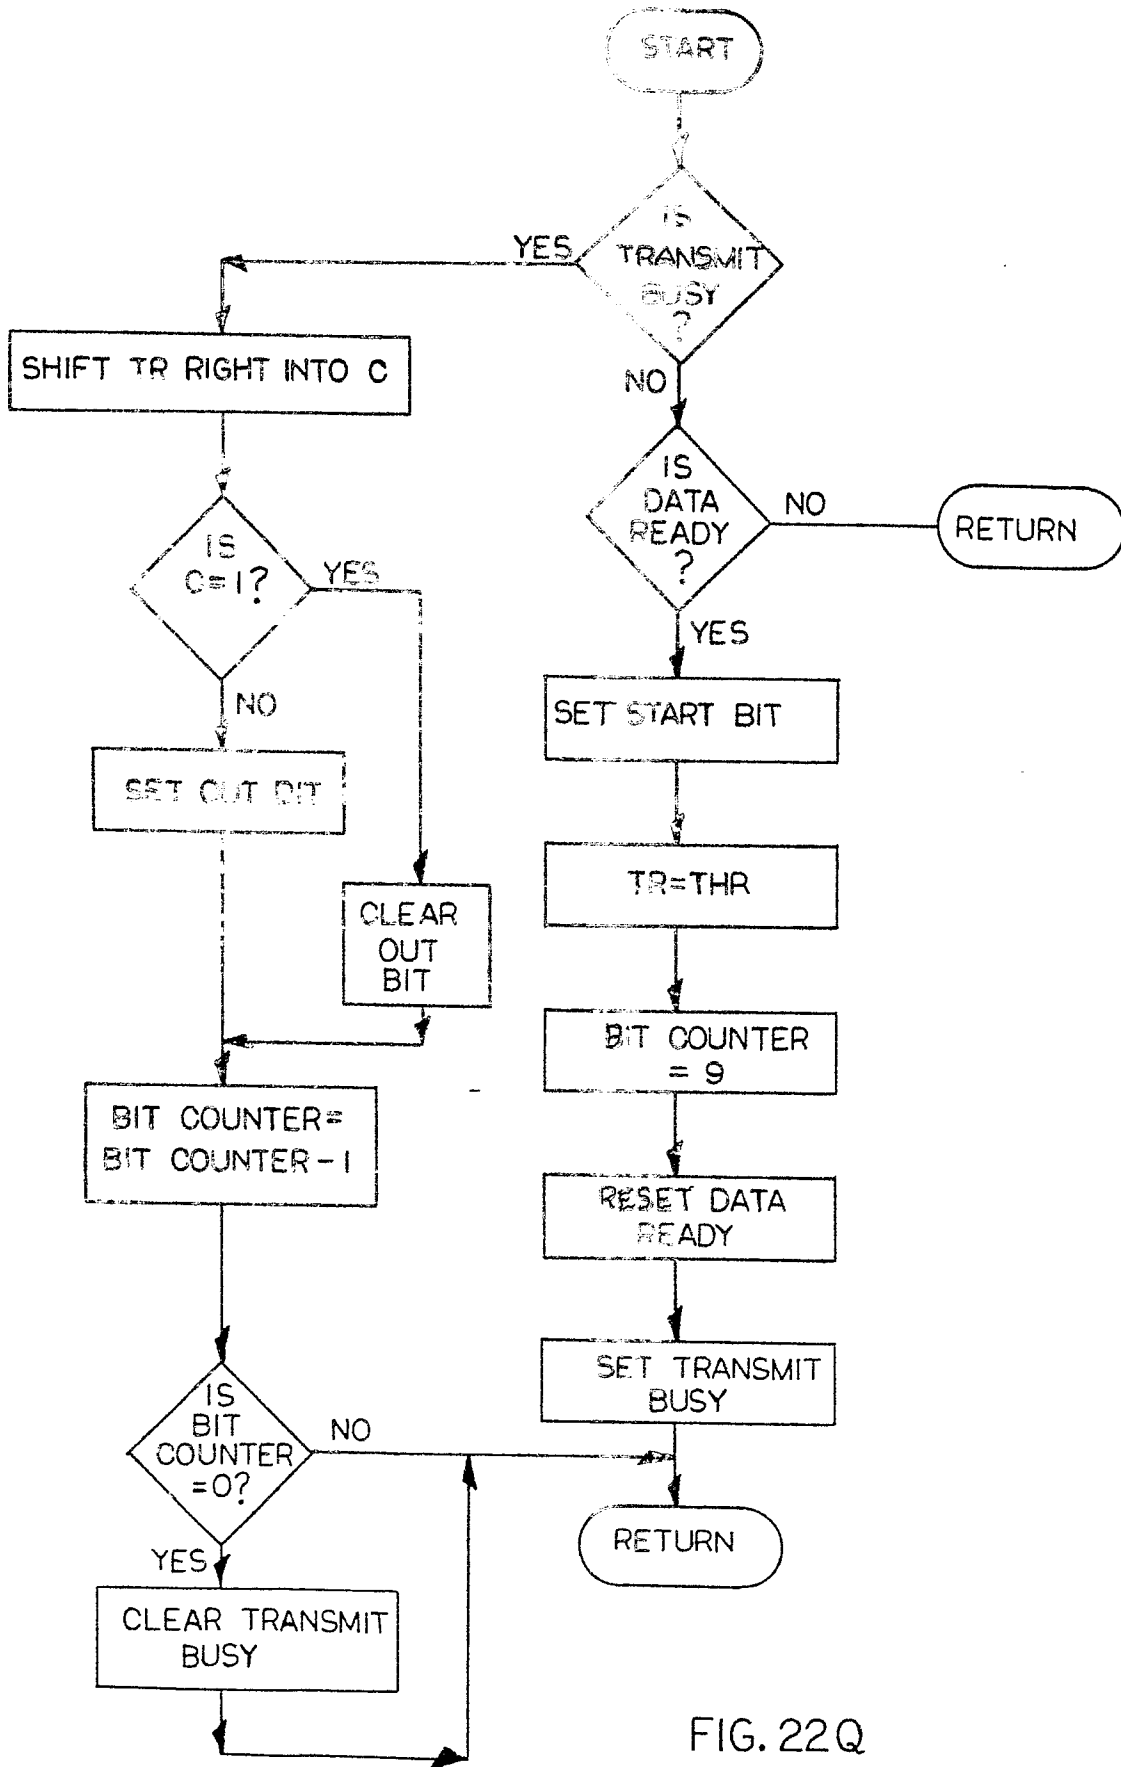 START
IS
TRANSMIT
BUSY
?
YES
NO
SHIFT TR RIGHT INTO C
IS
C=1?
YES
NO
SET OUT BIT
CLEAR
OUT
BIT
BIT COUNTER=
BIT COUNTER-1
IS
BIT
COUNTER
=0?
NO
YES
CLEAR TRANSMIT
BUSY
IS
DATA
READY
?
NO
RETURN
YES
SET START BIT
TR=THR
BIT COUNTER
= 9
RESET DATA
READY
SET TRANSMIT
BUSY
RETURN
FIG. 22Q